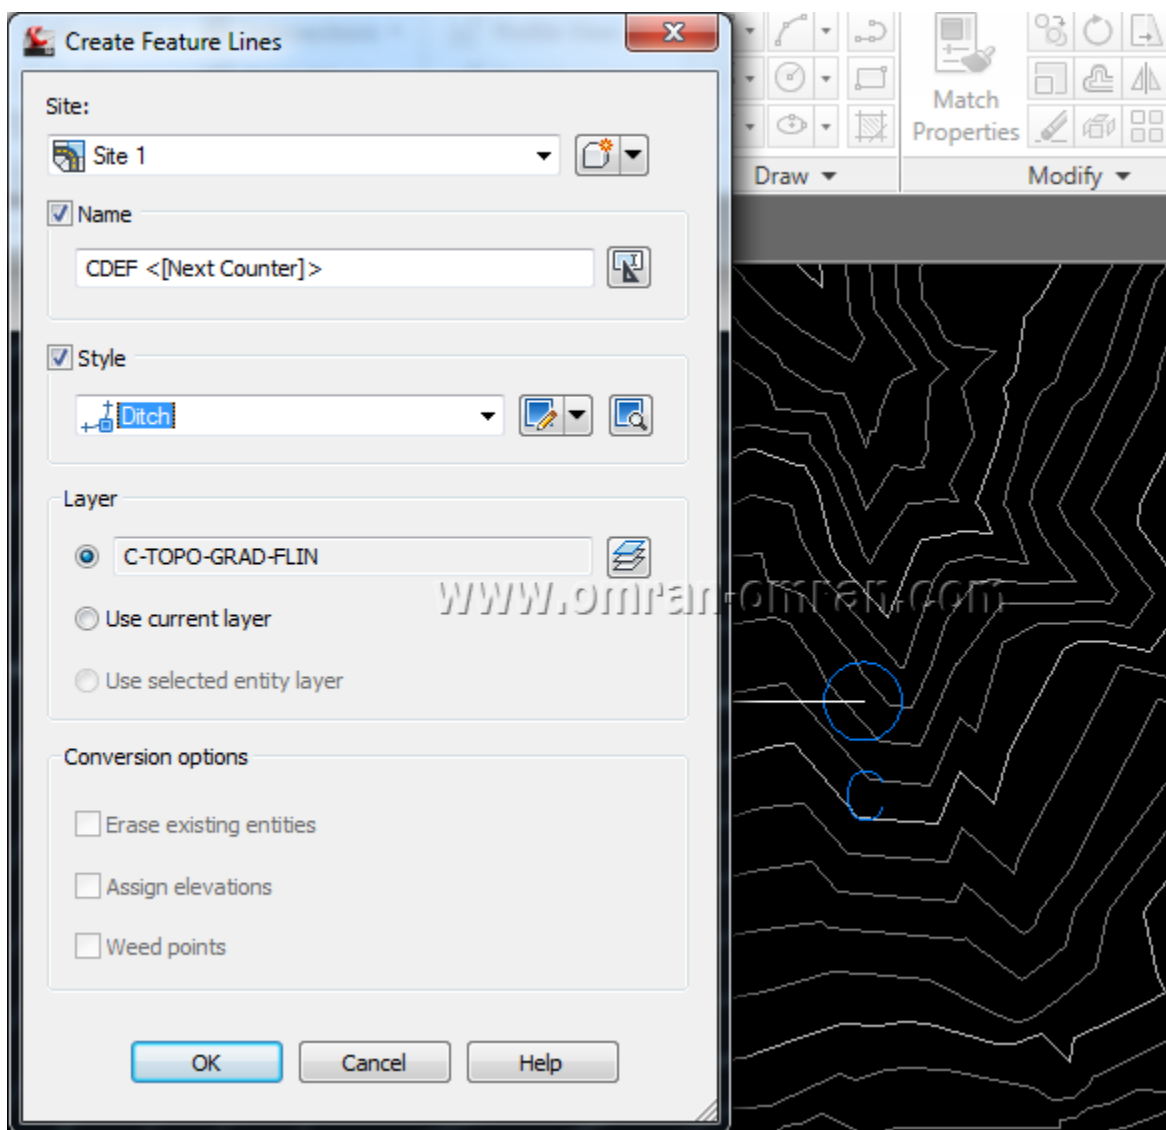 Create Feature Lines
Site:
Site 1
Name
CDEF <[Next Counter]>
Style
Ditch
Layer
C-TOPO-GRAD-FLIN
Use current layer
Use selected entity layer
Conversion options
Erase existing entities
Assign elevations
Weed points
OK Cancel Help
Match
Properties
Draw
Modify
C
www.omran-omran.com